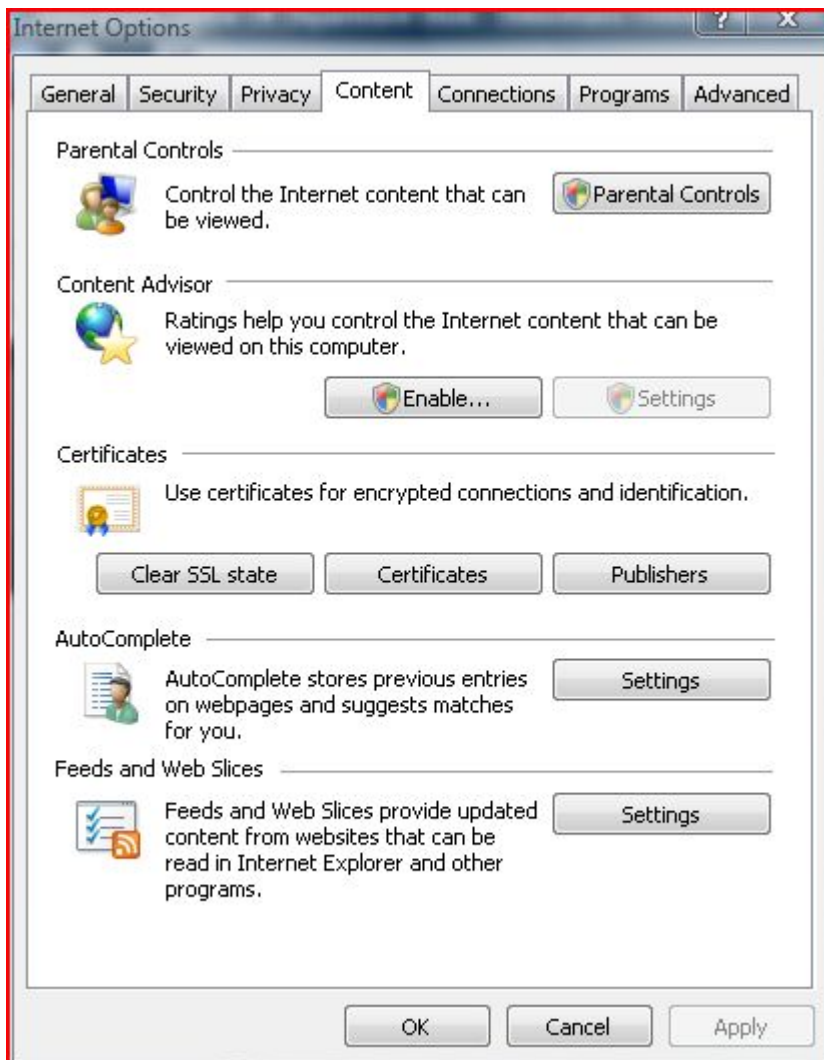 Internet Options
? X
General Security Privacy Content Connections Programs Advanced
Parental Controls
Control the Internet content that can
be viewed.
Parental Controls
Content Advisor
Ratings help you control the Internet content that can be
viewed on this computer.
Enable... Settings
Certificates
Use certificates for encrypted connections and identification.
Clear SSL state Certificates Publishers
AutoComplete
AutoComplete stores previous entries
on webpages and suggests matches
for you.
Settings
Feeds and Web Slices
Feeds and Web Slices provide updated
content from websites that can be
read in Internet Explorer and other
programs.
Settings
OK Cancel Apply